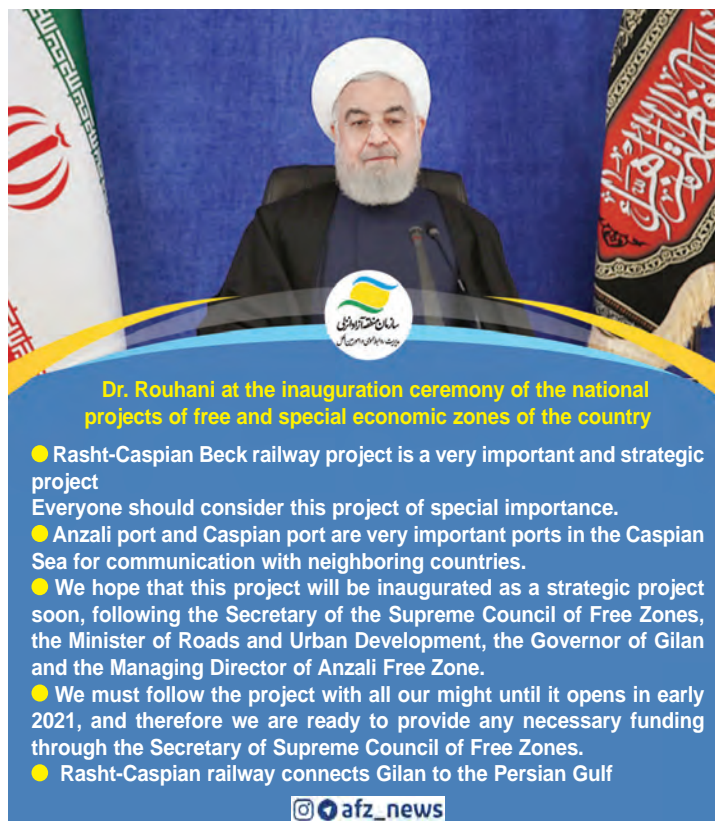 سازمان منطقه آزاد انزلی
Dr. Rouhani at the inauguration ceremony of the national
projects of free and special economic zones of the country
Rasht-Caspian Beck railway project is a very important and strategic
project
Everyone should consider this project of special importance.
Anzali port and Caspian port are very important ports in the Caspian
Sea for communication with neighboring countries.
We hope that this project will be inaugurated as a strategic project
soon, following the Secretary of the Supreme Council of Free Zones,
the Minister of Roads and Urban Development, the Governor of Gilan
and the Managing Director of Anzali Free Zone.
We must follow the project with all our might until it opens in early
2021, and therefore we are ready to provide any necessary funding
through the Secretary of Supreme Council of Free Zones.
Rasht-Caspian railway connects Gilan to the Persian Gulf
afz_news